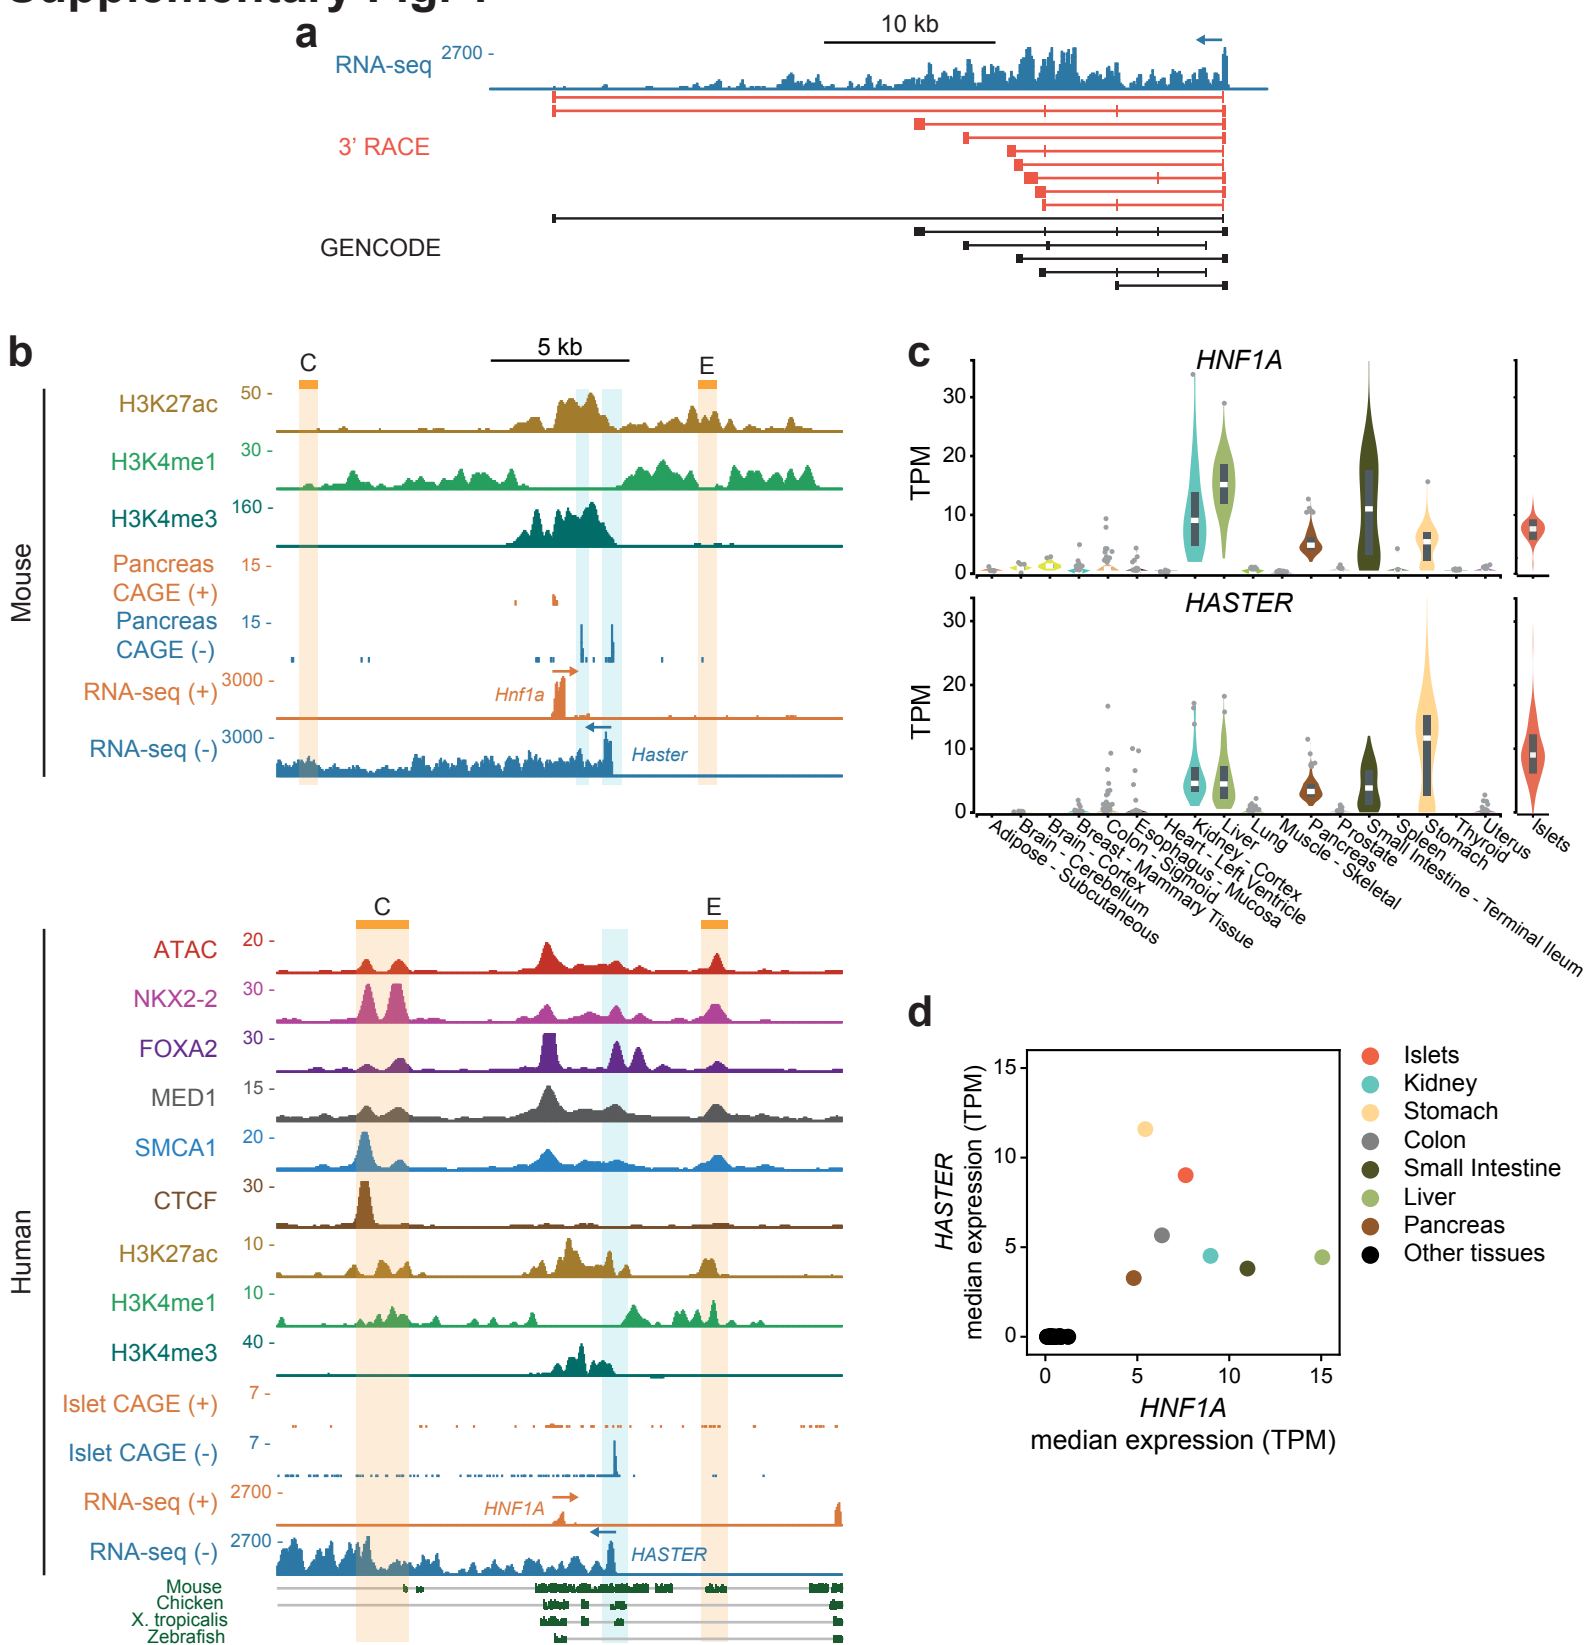 a
10 kb
RNA-seq 2700 -
3' RACE
GENCODE
b
5 kb
C
E
Mouse
H3K27ac 50 -
H3K4me1 30 -
H3K4me3 160 -
Pancreas
CAGE (+) 15 -
Pancreas
CAGE (-) 15 -
RNA-seq (+) 3000 -
Hnf1a
RNA-seq (-) 3000 -
Haster
C
E
Human
ATAC 20 -
NKX2-2 30 -
FOXA2 30 -
MED1 15 -
SMCA1 20 -
CTCF 30 -
H3K27ac 10 -
H3K4me1 10 -
H3K4me3 40 -
Islet CAGE (+) 7 -
Islet CAGE (-) 7 -
RNA-seq (+) 2700 -
HNF1A
RNA-seq (-) 2700 -
HASTER
Mouse
Chicken
X. tropicalis
Zebrafish
c
HNF1A
TPM
30
20
10
0
HASTER
TPM
30
20
10
0
Adipose - Subcutaneous
Brain - Cerebellum
Brain - Cortex
Breast - Mammary Tissue
Colon - Sigmoid
Esophagus - Mucosa
Heart - Left Ventricle
Kidney - Cortex
Liver
Lung
Muscle - Skeletal
Pancreas
Prostate
Small Intestine - Terminal Ileum
Spleen
Stomach
Thyroid
Uterus
Islets
d
HASTER
median expression (TPM)
15
10
5
0
0 5 10 15
HNF1A
median expression (TPM)
Islets
Kidney
Stomach
Colon
Small Intestine
Liver
Pancreas
Other tissues